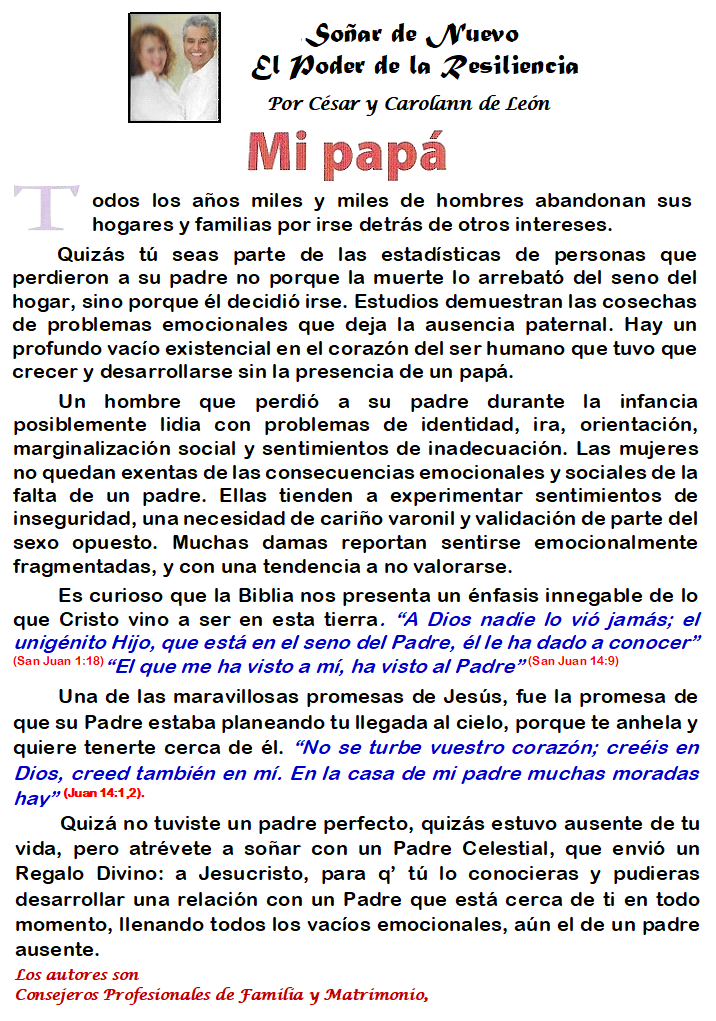 Soñar de Nuevo
El Poder de la Resiliencia
Por César y Carolann de León
Mi papá
Todos los años miles y miles de hombres abandonan sus
hogares y familias por irse detrás de otros intereses.
Quizás tú seas parte de las estadísticas de personas que
perdieron a su padre no porque la muerte lo arrebató del seno del
hogar, sino porque él decidió irse. Estudios demuestran las cosechas
de problemas emocionales que deja la ausencia paternal. Hay un
profundo vacío existencial en el corazón del ser humano que tuvo que
crecer y desarrollarse sin la presencia de un papá.
Un hombre que perdió a su padre durante la infancia
posiblemente lidia con problemas de identidad, ira, orientación,
marginalización social y sentimientos de inadecuación. Las mujeres
no quedan exentas de las consecuencias emocionales y sociales de la
falta de un padre. Ellas tienden a experimentar sentimientos de
inseguridad, una necesidad de cariño varonil y validación de parte del
sexo opuesto. Muchas damas reportan sentirse emocionalmente
fragmentadas, y con una tendencia a no valorarse.
Es curioso que la Biblia nos presenta un énfasis innegable de lo
que Cristo vino a ser en esta tierra. “A Dios nadie lo vió jamás; el
unigénito Hijo, que está en el seno del Padre, él le ha dado a conocer”
(San Juan 1:18) “El que me ha visto a mí, ha visto al Padre” (San Juan 14:9)
Una de las maravillosas promesas de Jesús, fue la promesa de
que su Padre estaba planeando tu llegada al cielo, porque te anhela y
quiere tenerte cerca de él. “No se turbe vuestro corazón; creéis en
Dios, creed también en mí. En la casa de mi padre muchas moradas
hay” (Juan 14:1,2).
Quizá no tuviste un padre perfecto, quizás estuvo ausente de tu
vida, pero atrévete a soñar con un Padre Celestial, que envió un
Regalo Divino: a Jesucristo, para q’ tú lo conocieras y pudieras
desarrollar una relación con un Padre que está cerca de ti en todo
momento, llenando todos los vacíos emocionales, aún el de un padre
ausente.
Los autores son
Consejeros Profesionales de Familia y Matrimonio,